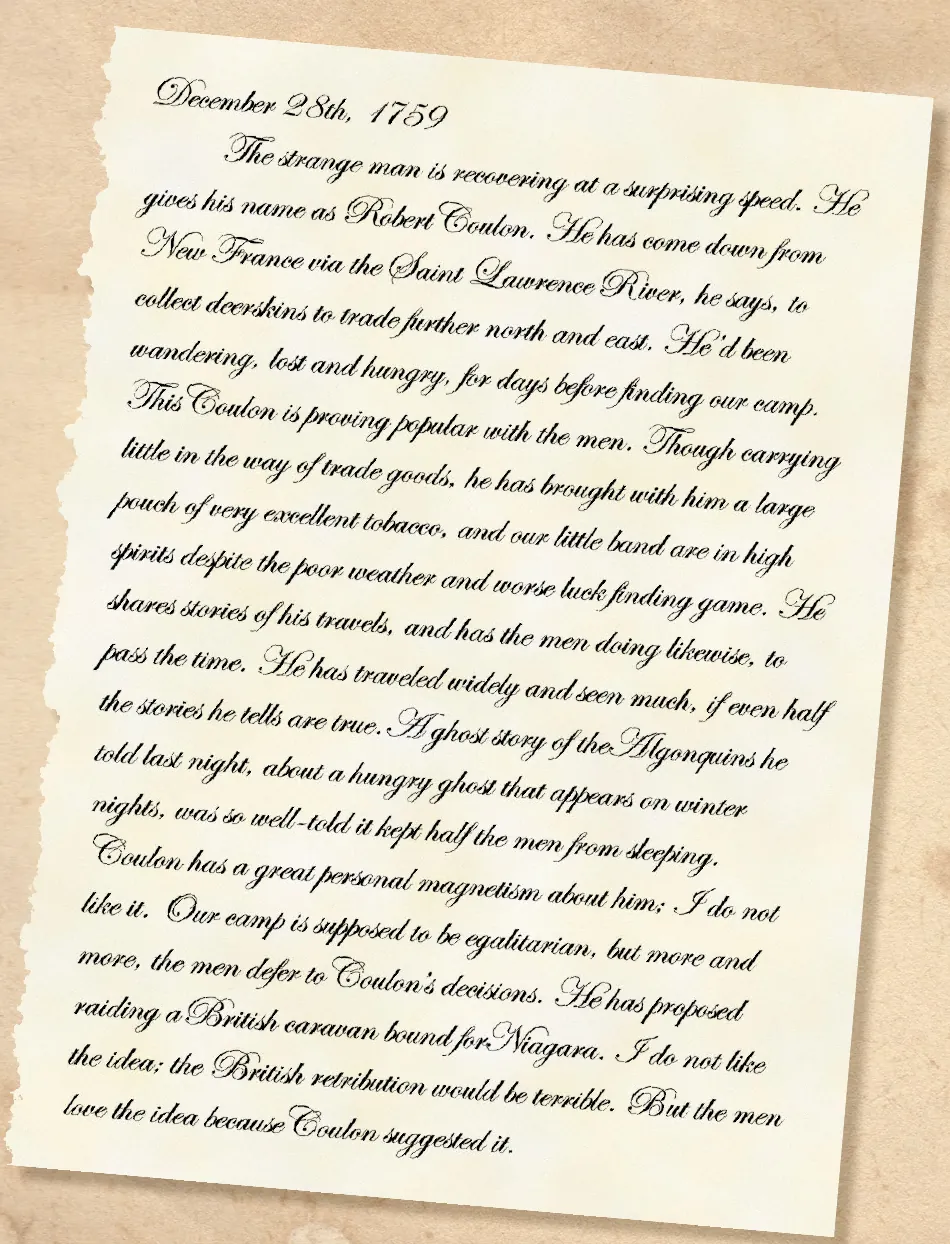 December 28th, 1759
The strange man is recovering at a surprising speed. He
gives his name as Robert Coulon. He has come down from
New France via the Saint Lawrence River, he says, to
collect deerskins to trade further north and east. He'd been
wandering, lost and hungry, for days before finding our camp.
This Coulon is proving popular with the men. Though carrying
little in the way of trade goods, he has brought with him a large
pouch of very excellent tobacco, and our little band are in high
spirits despite the poor weather and worse luck finding game. He
shares stories of his travels, and has the men doing likewise, to
pass the time. He has traveled widely and seen much, if even half
the stories he tells are true. A ghost story of the Algonquins he
told last night, about a hungry ghost that appears on winter
nights, was so well-told it kept half the men from sleeping.
Coulon has a great personal magnetism about him; I do not
like it. Our camp is supposed to be egalitarian, but more and
more, the men defer to Coulon's decisions. He has proposed
raiding a British caravan bound for Niagara. I do not like
the idea; the British retribution would be terrible. But the men
love the idea because Coulon suggested it.